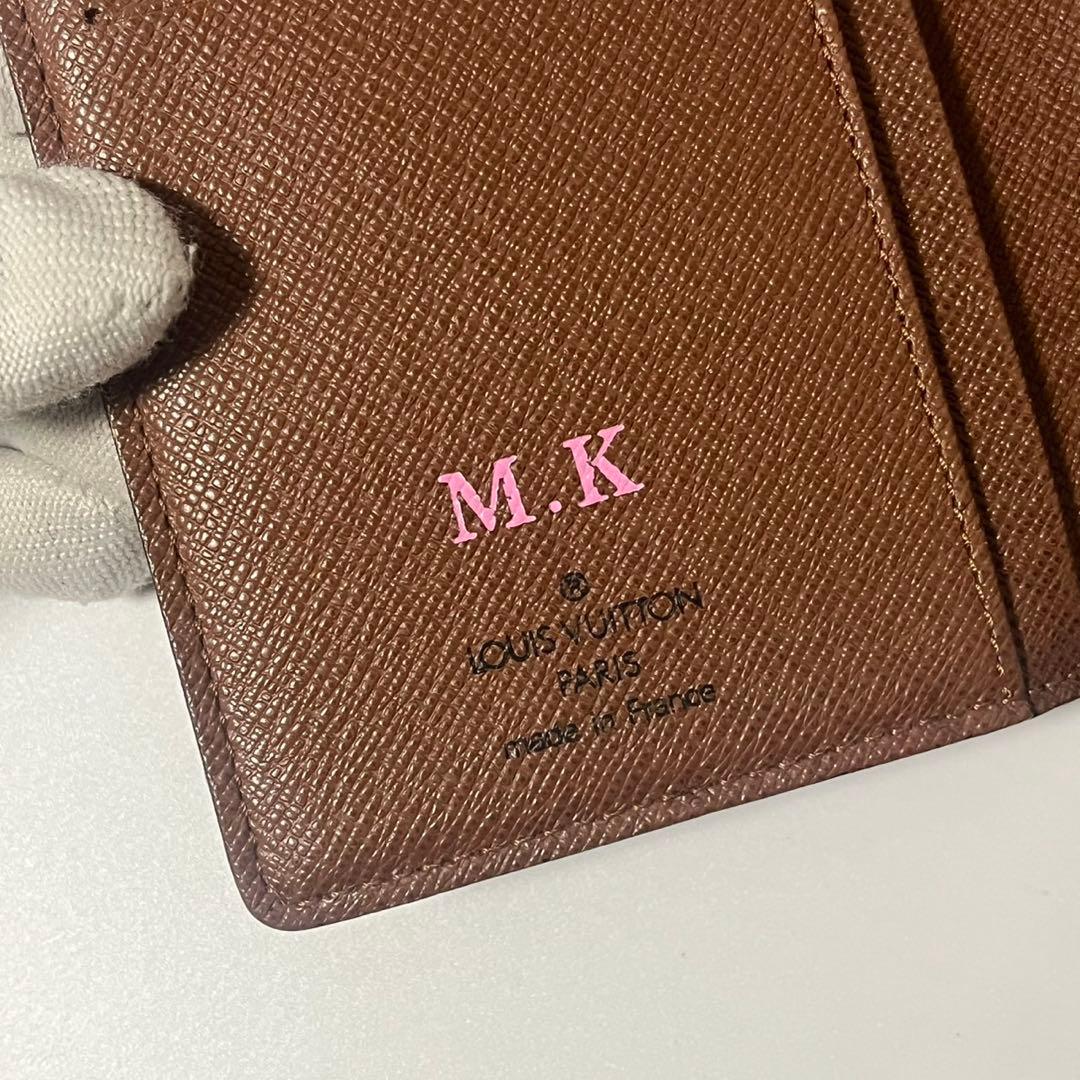 M.K
®
LOUIS VUITTON
PARIS
made in France